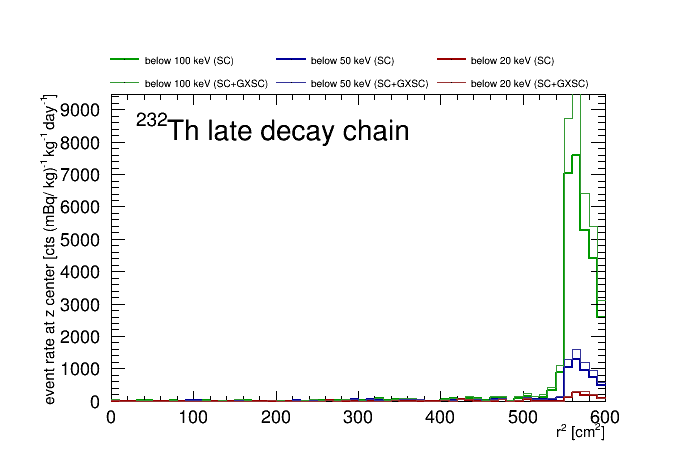 below 100 keV (SC) below 50 keV (SC) below 20 keV (SC)
below 100 keV (SC+GXSC) below 50 keV (SC+GXSC) below 20 keV (SC+GXSC)
²³²Th late decay chain
event rate at z center [cts (mBq/ kg)⁻¹ kg⁻¹ day⁻¹]
9000
8000
7000
6000
5000
4000
3000
2000
1000
0
0 100 200 300 400 500 600
r² [cm²]